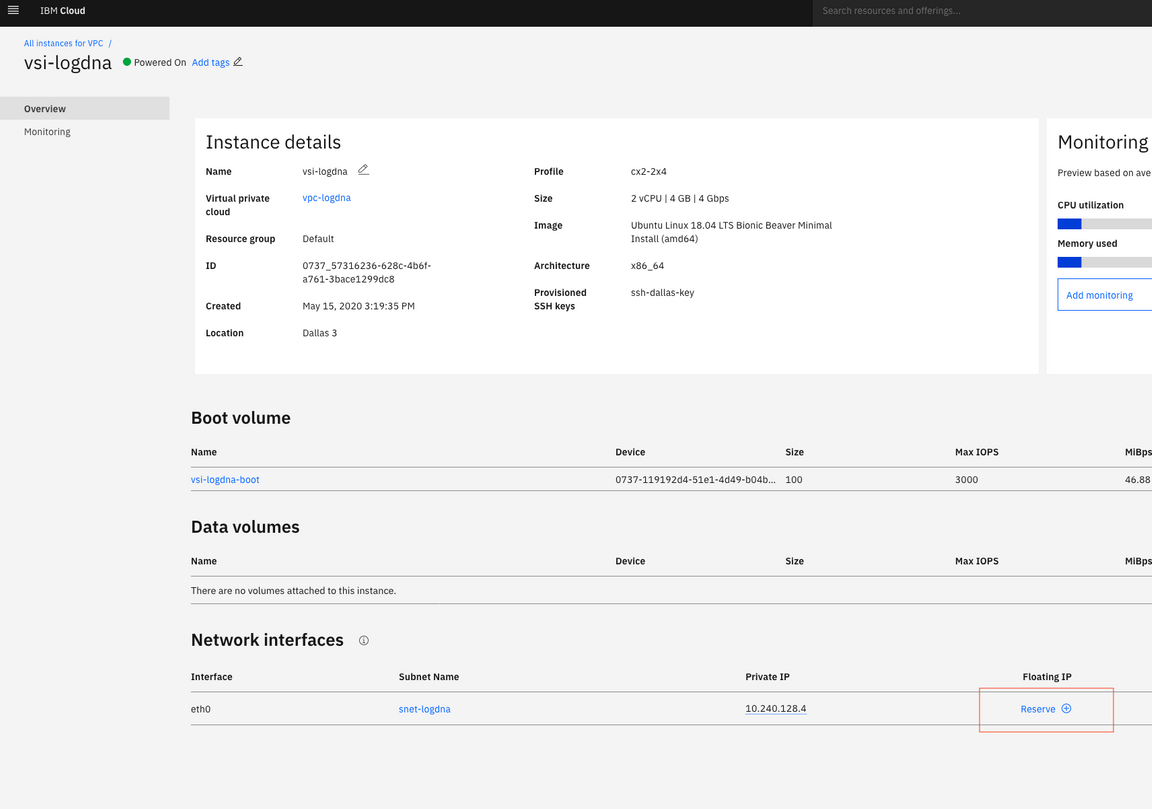 IBM Cloud
Search resources and offerings...
All instances for VPC /
vsi-logdna Powered On Add tags
Overview
Monitoring
Instance details
Name vsi-logdna
Virtual private
cloud
vpc-logdna
Resource group Default
ID 0737_57316236-628c-4b6f-
a761-3bace1299dc8
Created May 15, 2020 3:19:35 PM
Location Dallas 3
Profile cx2-2x4
Size 2 vCPU | 4 GB | 4 Gbps
Image Ubuntu Linux 18.04 LTS Bionic Beaver Minimal
Install (amd64)
Architecture x86_64
Provisioned
SSH keys
ssh-dallas-key
Monitoring
Preview based on ave
CPU utilization
Memory used
Add monitoring
Boot volume
Name Device Size Max IOPS MiBps
vsi-logdna-boot 0737-119192d4-51e1-4d49-b04b... 100 3000 46.88
Data volumes
Name Device Size Max IOPS MiBps
There are no volumes attached to this instance.
Network interfaces
Interface Subnet Name Private IP Floating IP
eth0 snet-logdna 10.240.128.4 Reserve